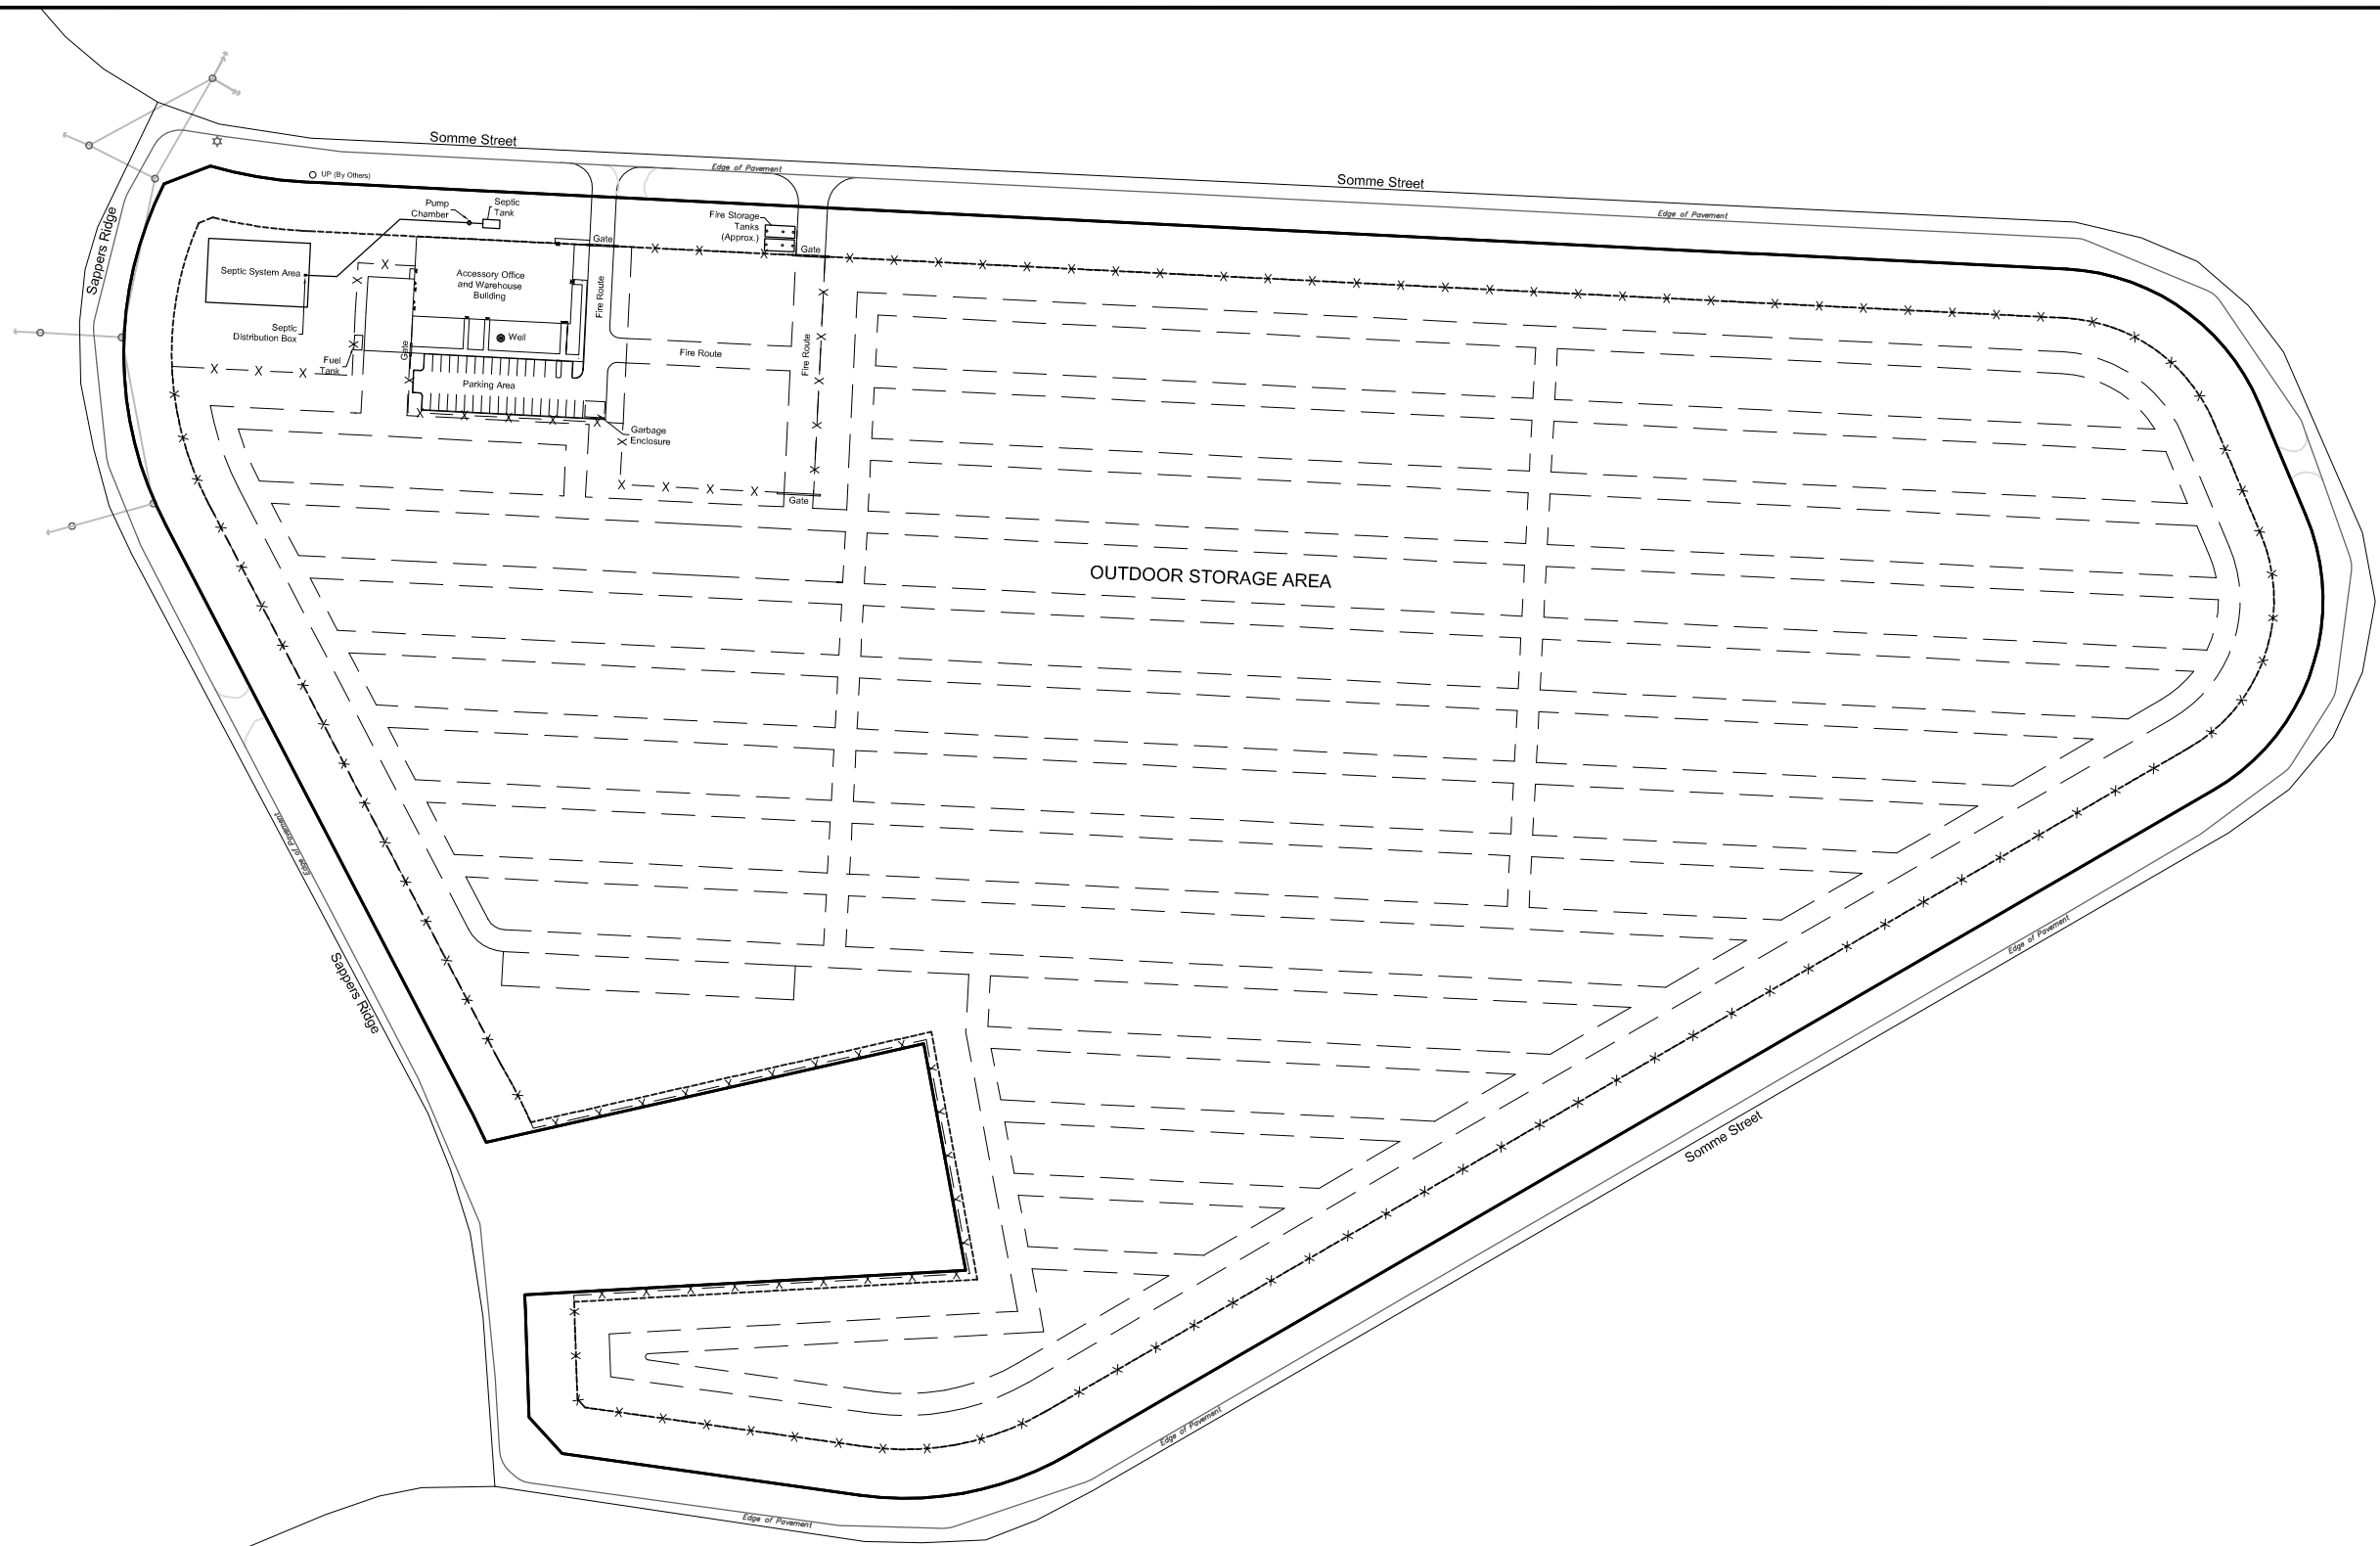 Somme Street
Edge of Pavement
Somme Street
Edge of Pavement
UP (By Others)
Sappers Ridge
Pump
Chamber
Septic
Tank
Fire Storage
Tanks
(Approx.)
Gate
Gate
Septic System Area
Accessory Office
and Warehouse
Building
Fire Route
Septic
Distribution Box
Well
Fuel
Tank
Gate
Fire Route
Fire Route
Parking Area
Garbage
Enclosure
Gate
OUTDOOR STORAGE AREA
Edge of Pavement
Sappers Ridge
Edge of Pavement
Somme Street
Edge of Pavement
Edge of Pavement